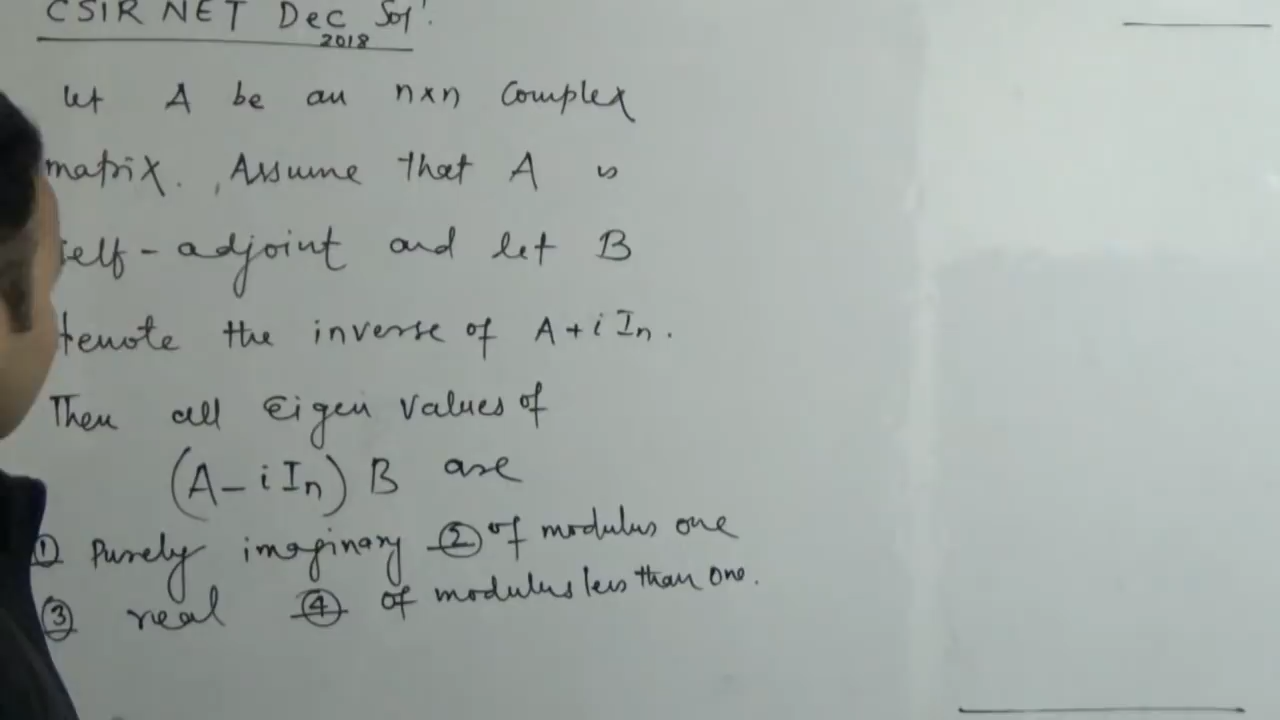 CSIR NET Dec Sol.
2018
let A be an nxn Complex
matrix. Assume that A is
self-adjoint and let B
denote the inverse of A+i In.
Then all Eigen Values of
(A-iIn) B are
① Purely imaginary ② of modulus one
③ real ④ of modulus less than one.